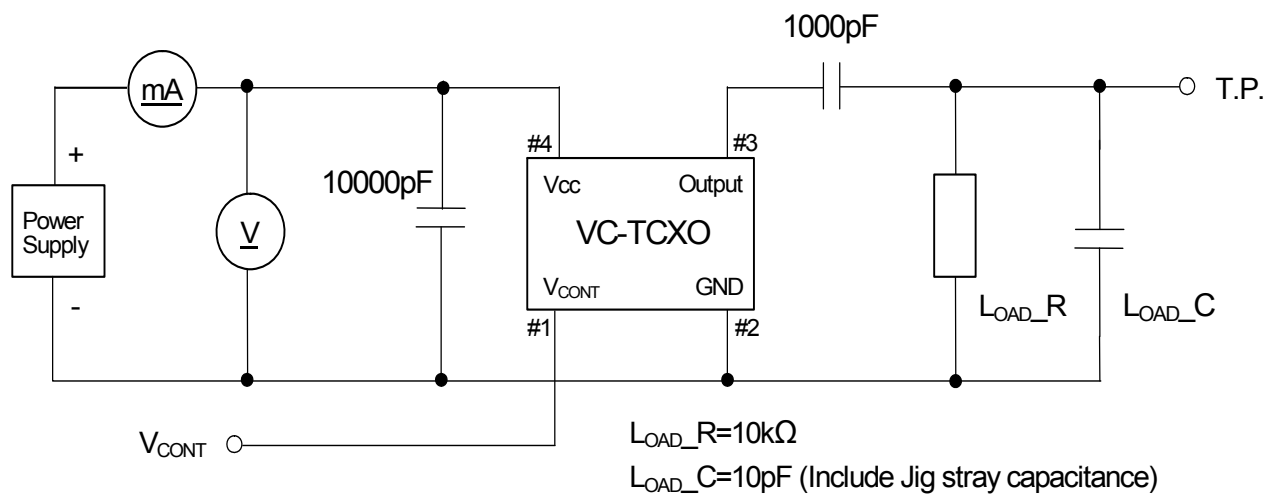 1000pF
mA
T.P.
+
#4
#3
10000pF
Vcc
Output
Power
Supply
V
VC-TCXO
-
VCONT
GND
#1
#2
LOAD_R
LOAD_C
VCONT
LOAD_R=10kΩ
LOAD_C=10pF (Include Jig stray capacitance)